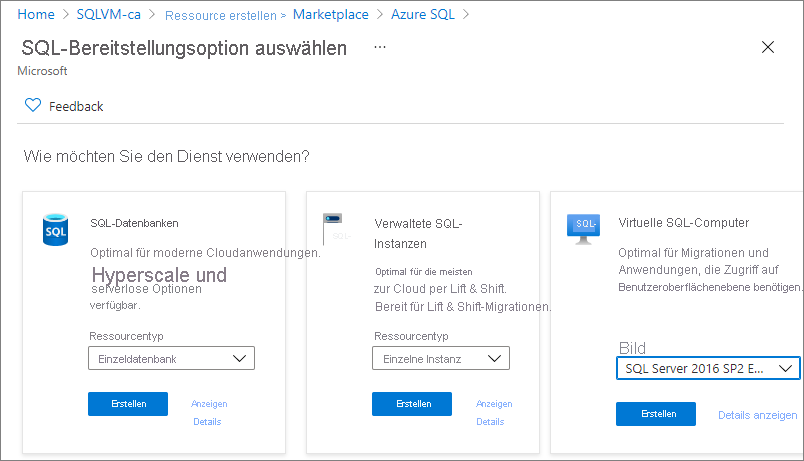 Home > SQLVM-ca > Ressource erstellen > Marketplace > Azure SQL >
SQL-Bereitstellungsoption auswählen ...
Microsoft
Feedback
Wie möchten Sie den Dienst verwenden?
SQL
SQL-Datenbanken
Optimal für moderne Cloudanwendungen.
Hyperscale und
serverlose Optionen
verfügbar.
Ressourcentyp
Einzeldatenbank
Erstellen
Anzeigen
Details
SQL-
Verwaltete SQL-
Instanzen
Optimal für die meisten
zur Cloud per Lift & Shift.
Bereit für Lift & Shift-Migrationen.
Ressourcentyp
Einzelne Instanz
Erstellen
Anzeigen
Details
SQL-
Virtuelle SQL-Computer
Optimal für Migrationen und
Anwendungen, die Zugriff auf
Benutzeroberflächenebene benötigen.
Bild
SQL Server 2016 SP2 E...
Erstellen
Details anzeigen